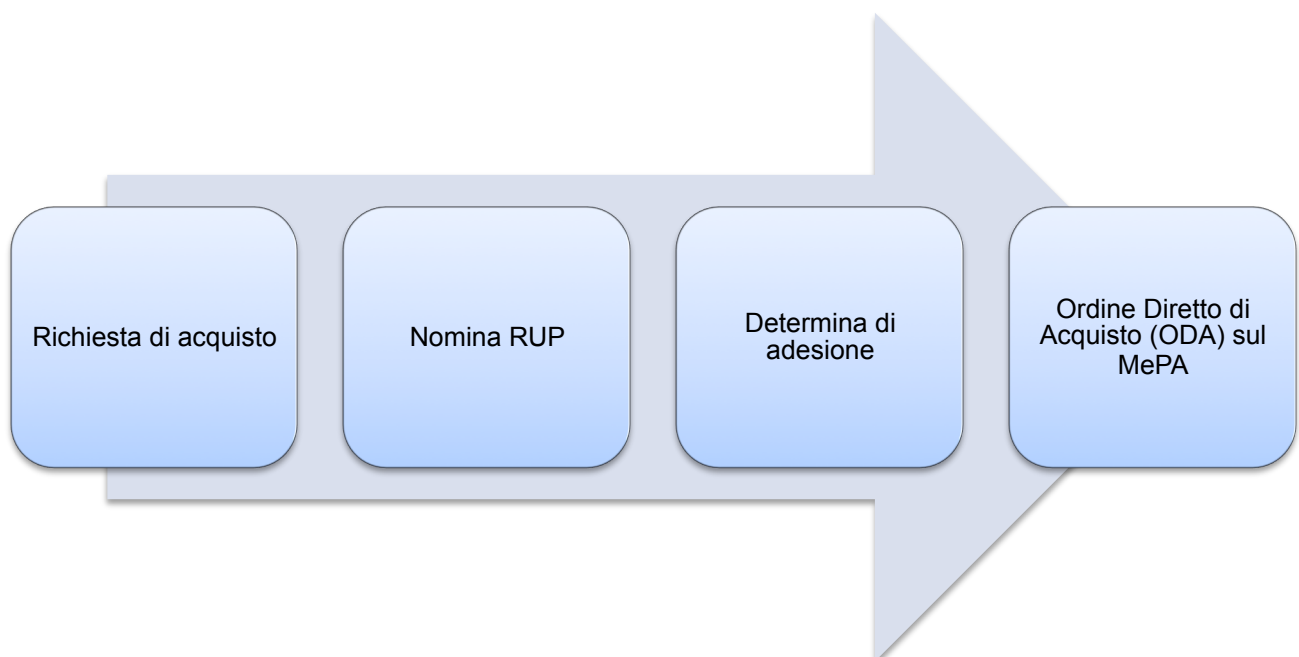 Richiesta di acquisto
Nomina RUP
Determina di
adesione
Ordine Diretto di
Acquisto (ODA) sul
MePA